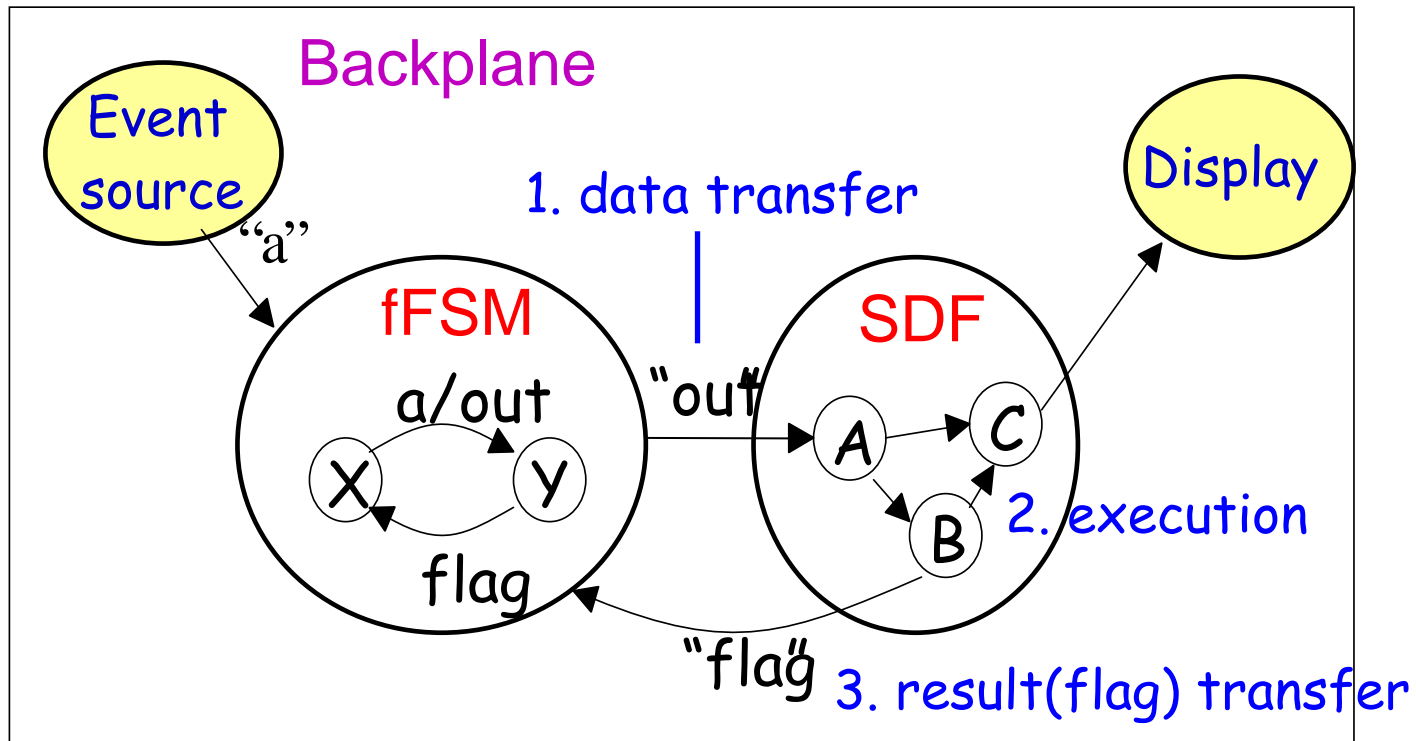 Backplane
Event
source
"a"
1. data transfer
Display
fFSM
SDF
a/out
"out"
X
Y
A
C
B
2. execution
flag
"flag"
3. result(flag) transfer